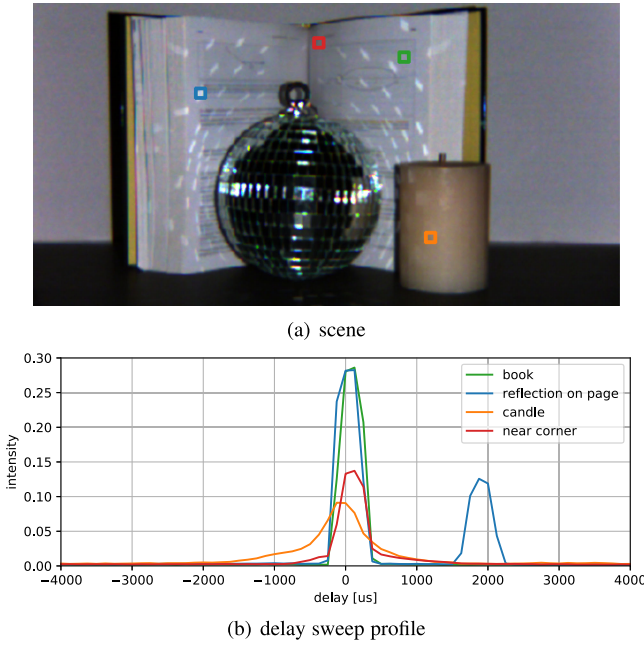 (a) scene
0.30
0.25
0.20
0.15
0.10
0.05
0.00
intensity
book
reflection on page
candle
near corner
−4000 −3000 −2000 −1000 0 1000 2000 3000 4000
delay [us]
(b) delay sweep profile